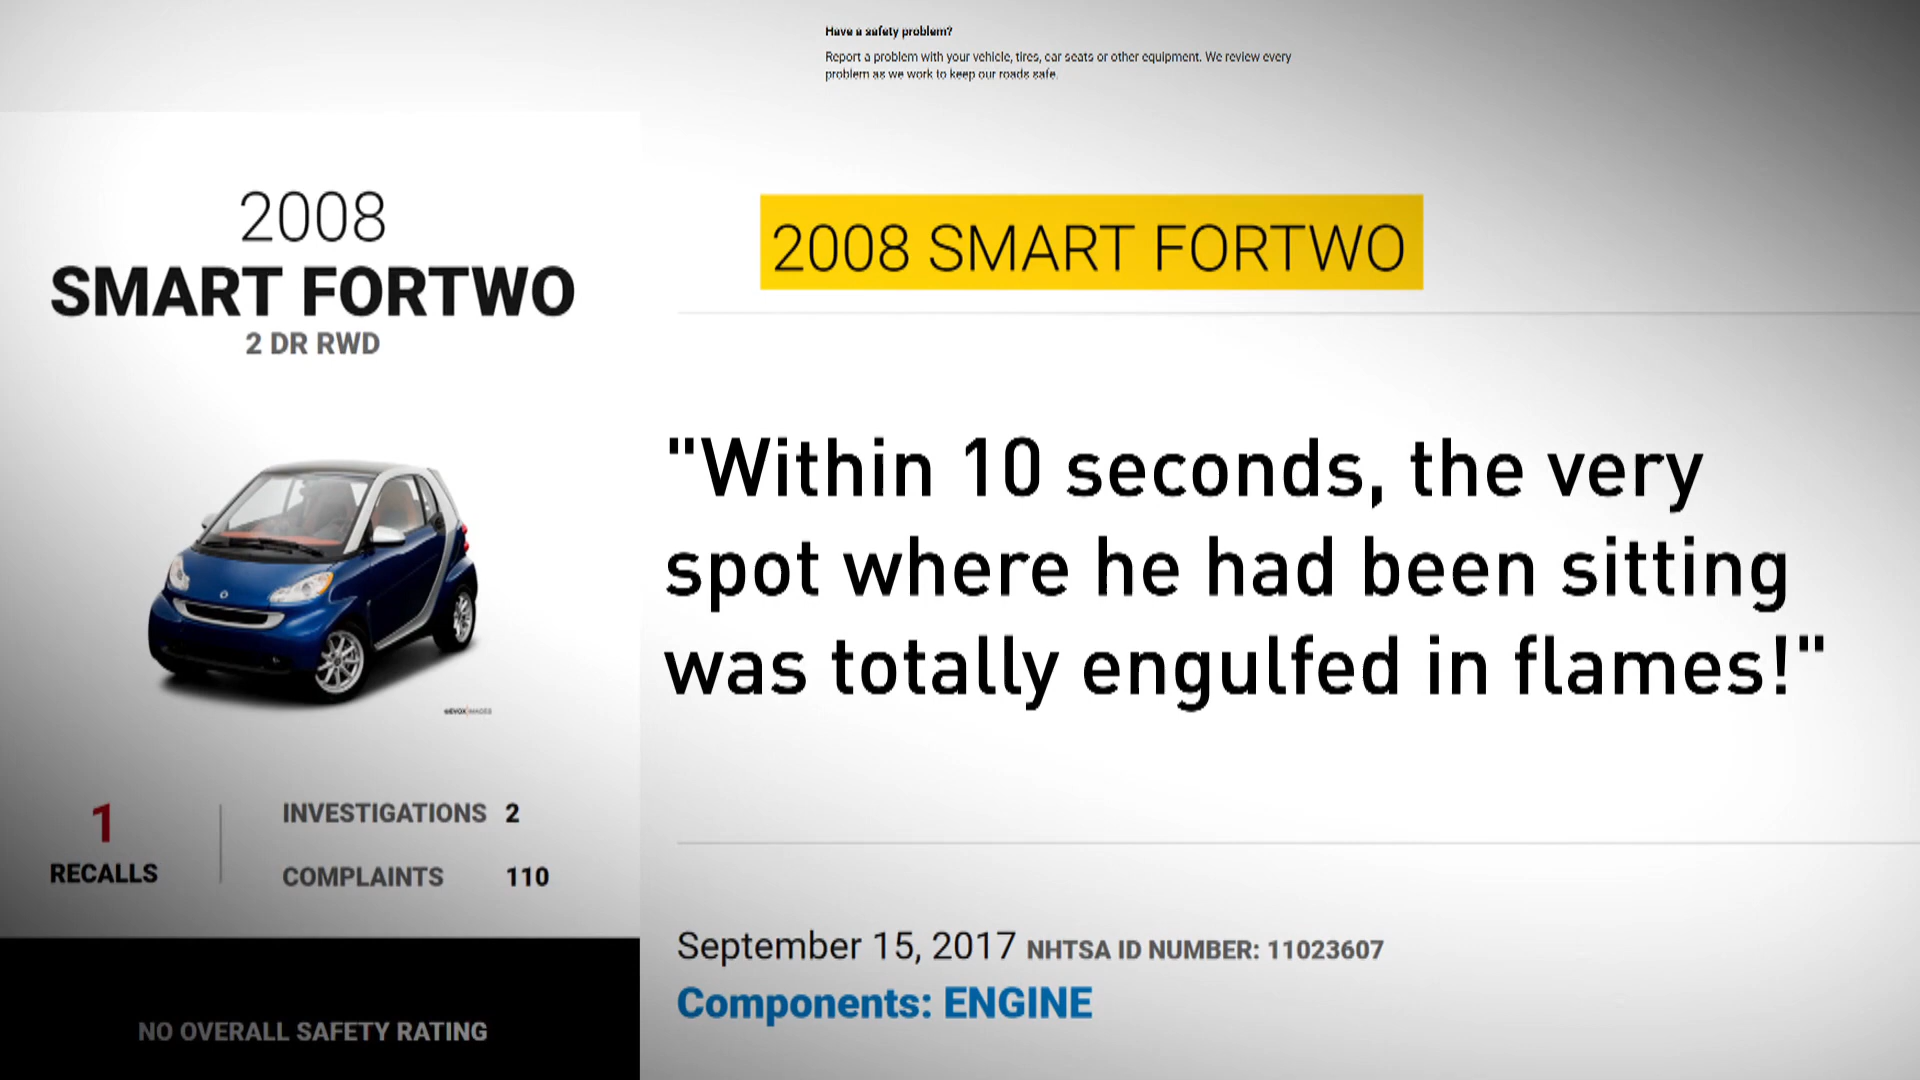 Have a safety problem?
Report a problem with your vehicle, tires, car seats or other equipment. We review every
problem as we work to keep our roads safe.
2008
SMART FORTWO
2 DR RWD
©EVOX IMAGES
1
RECALLS
INVESTIGATIONS 2
COMPLAINTS 110
NO OVERALL SAFETY RATING
2008 SMART FORTWO
"Within 10 seconds, the very
spot where he had been sitting
was totally engulfed in flames!"
September 15, 2017 NHTSA ID NUMBER: 11023607
Components: ENGINE